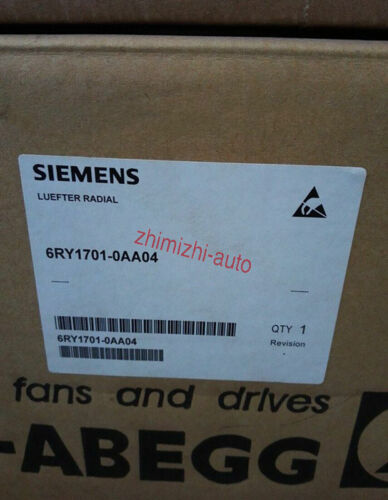 SIEMENS
LUEFTER RADIAL
zhimizhi-auto
6RY1701-0AA04
QTY 1
Revision
6RY1701-0AA04
fans and drives
-ABEGG